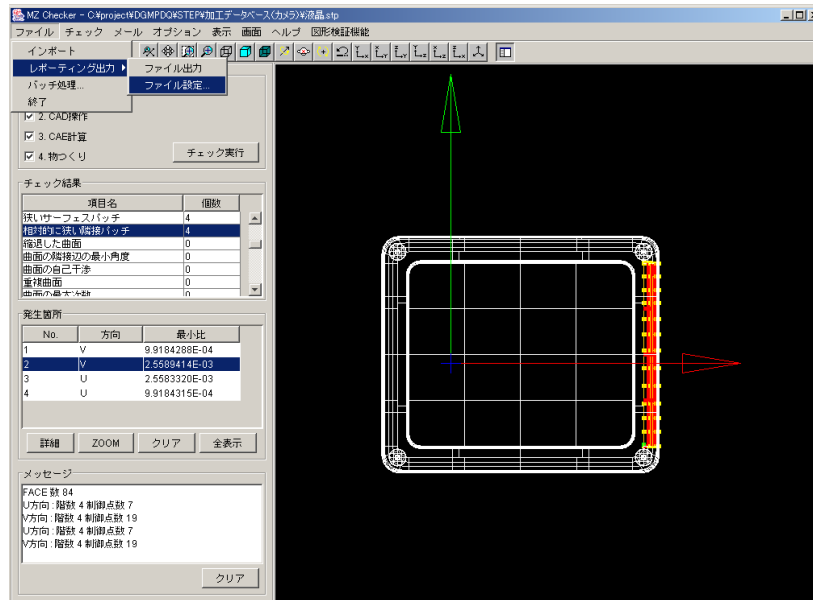 MZ Checker - C:¥project¥DGMPDQ¥STEP¥加工データベース(カメラ)¥液晶.stp
ファイル チェック メール オプション 表示 画面 ヘルプ 図形検証機能
インポート
レポーティング出力
ファイル出力
バッチ処理...
ファイル設定...
終了
2. CAD操作
3. CAE計算
4. 物つくり
チェック実行
チェック結果
項目名 個数
狭いサーフェスパッチ 4
相対的に狭い隣接パッチ 4
縮退した曲面 0
曲面の隣接辺の最小角度 0
曲面の自己干渉 0
重複曲面 0
曲面の最大次数 0
発生箇所
No. 方向 最小比
1 V 9.9184288E-04
2 V 2.5589414E-03
3 U 2.5583320E-03
4 U 9.9184315E-04
詳細 ZOOM クリア 全表示
メッセージ
FACE 数 84
U方向 : 階数 4 制御点数 7
V方向 : 階数 4 制御点数 19
U方向 : 階数 4 制御点数 7
V方向 : 階数 4 制御点数 19
クリア